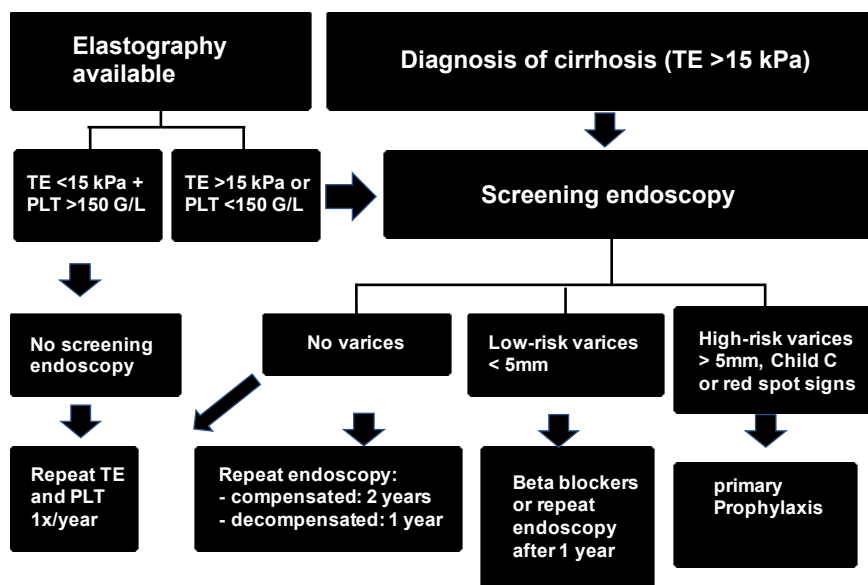 Elastography
available
Diagnosis of cirrhosis (TE >15 kPa)
TE <15 kPa +
PLT >150 G/L
TE >15 kPa or
PLT <150 G/L
Screening endoscopy
No screening
endoscopy
No varices
Low-risk varices
< 5mm
High-risk varices
> 5mm, Child C
or red spot signs
Repeat TE
and PLT
1x/year
Repeat endoscopy:
- compensated: 2 years
- decompensated: 1 year
Beta blockers
or repeat
endoscopy
after 1 year
primary
Prophylaxis